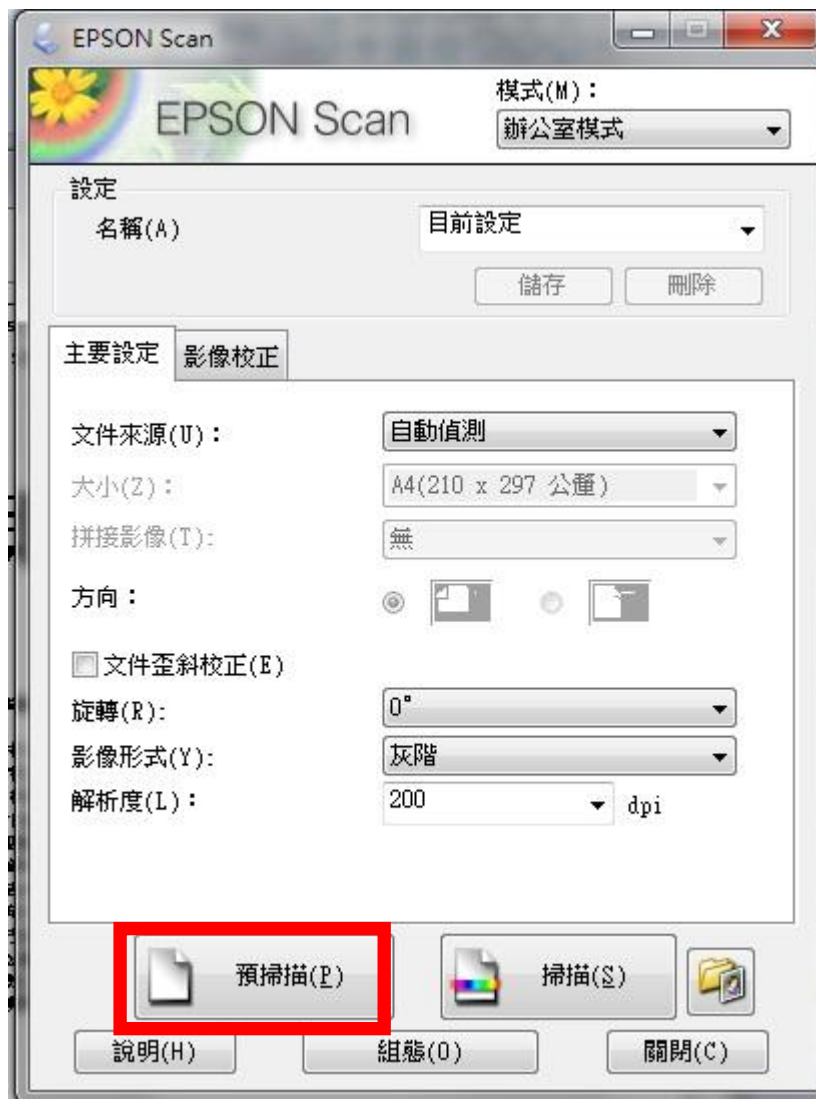 EPSON Scan
EPSON Scan
模式(M)：
辦公室模式
設定
名稱(A)
目前設定
儲存
刪除
主要設定
影像校正
文件來源(U)：
自動偵測
大小(Z)：
A4(210 x 297 公釐)
拼接影像(T):
無
方向：
文件歪斜校正(E)
旋轉(R):
0°
影像形式(Y):
灰階
解析度(L)：
200
dpi
預掃描(P)
掃描(S)
說明(H)
組態(O)
關閉(C)